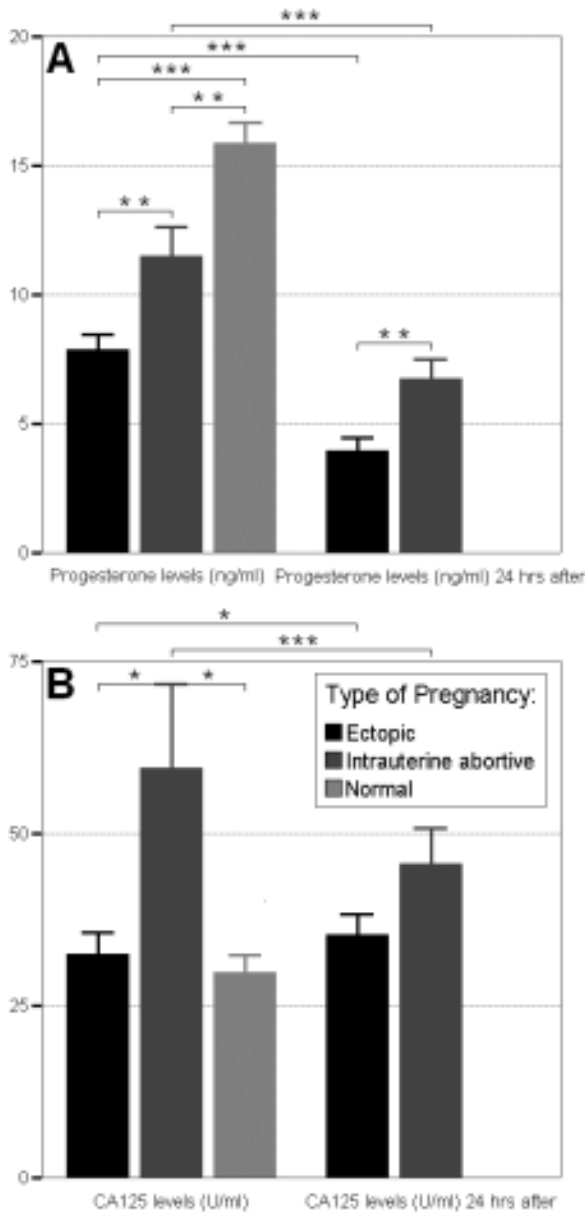 ***
20
A
***
***
* *
15
* *
10
* *
5
0
Progesterone levels (ng/ml) Progesterone levels (ng/ml) 24 hrs after
*
***
75
B
* *
Type of Pregnancy:
Ectopic
Intrauterine abortive
Normal
50
25
0
CA125 levels (U/ml) CA125 levels (U/ml) 24 hrs after